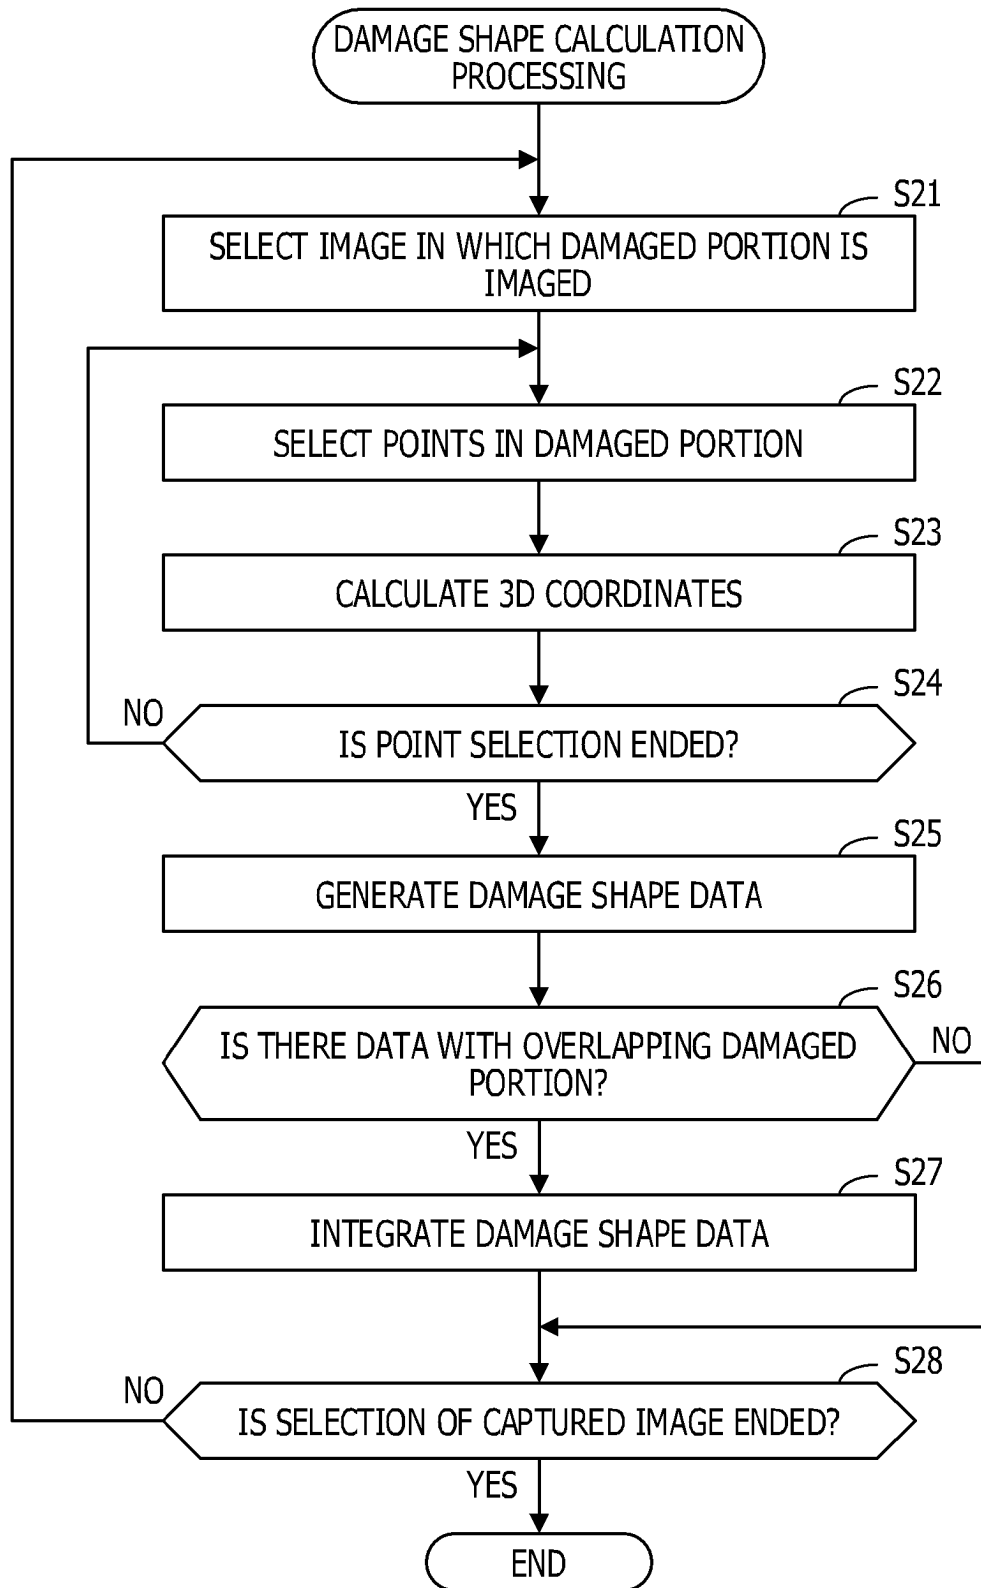 DAMAGE SHAPE CALCULATION
PROCESSING
S21
SELECT IMAGE IN WHICH DAMAGED PORTION IS
IMAGED
S22
SELECT POINTS IN DAMAGED PORTION
S23
CALCULATE 3D COORDINATES
S24
NO
IS POINT SELECTION ENDED?
YES
S25
GENERATE DAMAGE SHAPE DATA
S26
IS THERE DATA WITH OVERLAPPING DAMAGED
PORTION?
NO
YES
S27
INTEGRATE DAMAGE SHAPE DATA
S28
NO
IS SELECTION OF CAPTURED IMAGE ENDED?
YES
END